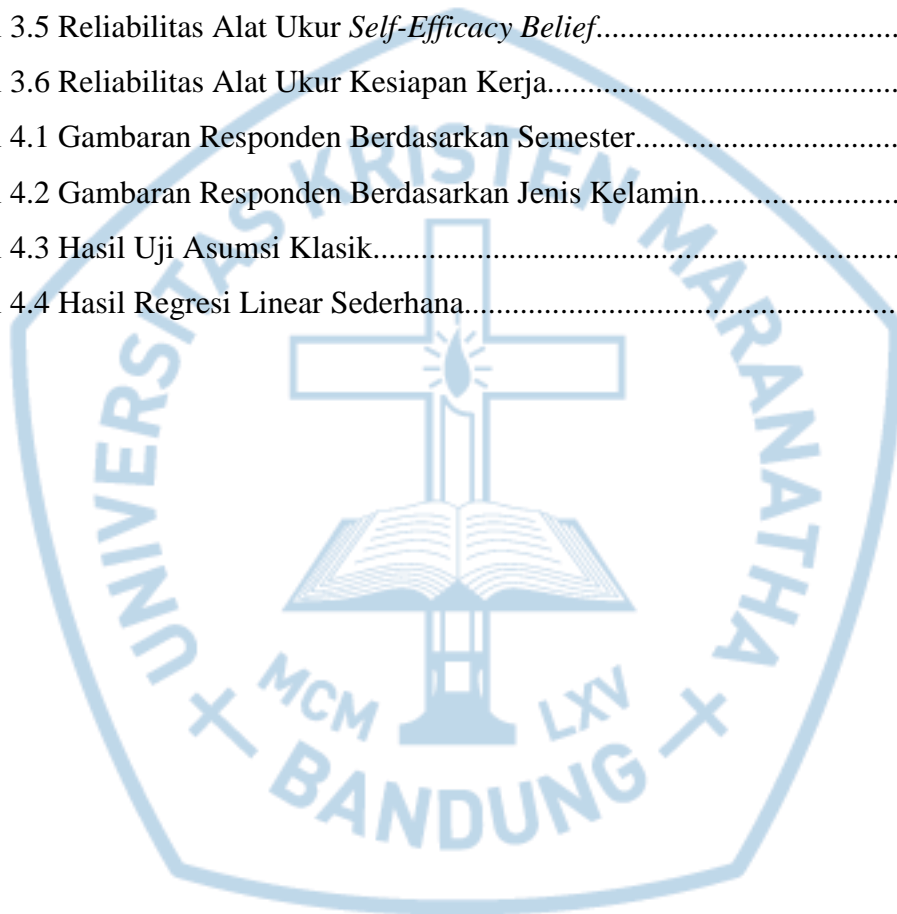 3.5 Reliabilitas Alat Ukur Self-Efficacy Belief....................................
3.6 Reliabilitas Alat Ukur Kesiapan Kerja..........................................
4.1 Gambaran Responden Berdasarkan Semester................................
4.2 Gambaran Responden Berdasarkan Jenis Kelamin........................
4.3 Hasil Uji Asumsi Klasik................................................................
4.4 Hasil Regresi Linear Sederhana.....................................................
UNIVERSITAS KRISTEN MARANATHA
MCM LXV
BANDUNG